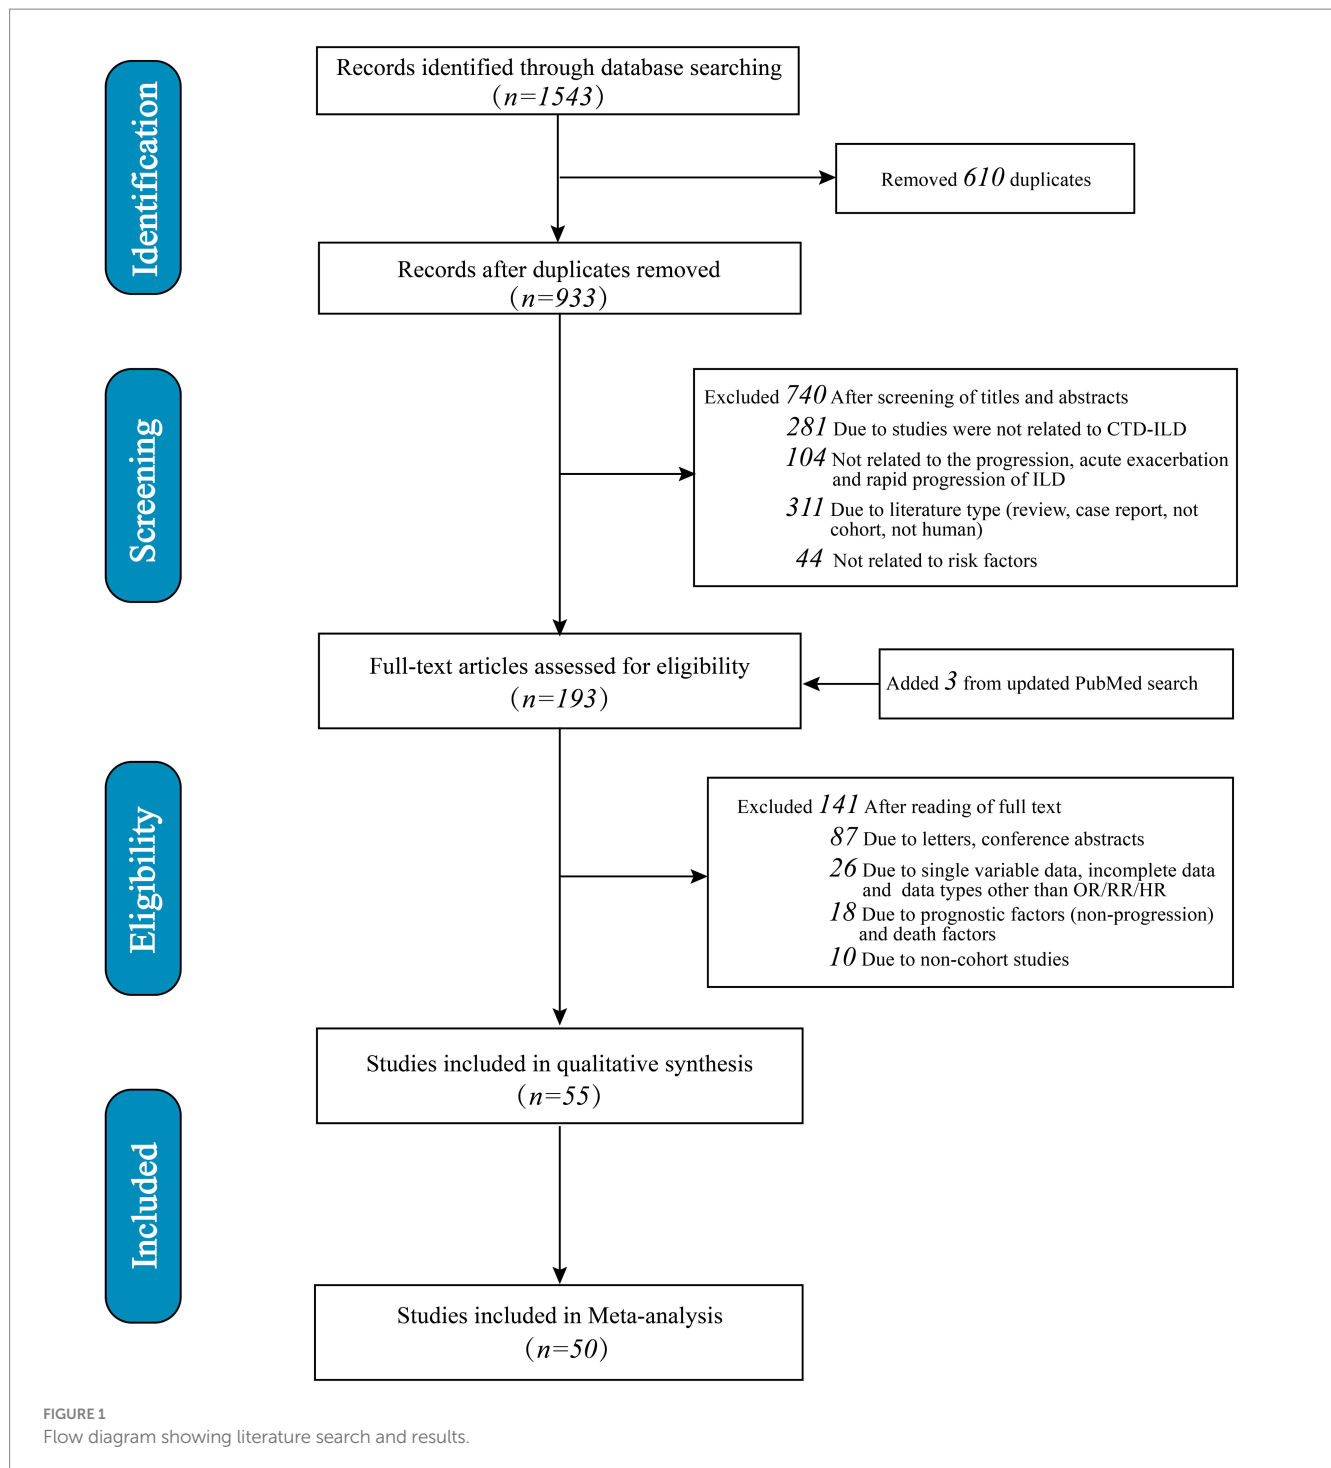 Identification
Records identified through database searching
(n=1543)
Removed 610 duplicates
Records after duplicates removed
(n=933)
Screening
Excluded 740 After screening of titles and abstracts
281 Due to studies were not related to CTD-ILD
104 Not related to the progression, acute exacerbation
and rapid progression of ILD
311 Due to literature type (review, case report, not
cohort, not human)
44 Not related to risk factors
Full-text articles assessed for eligibility
(n=193)
Added 3 from updated PubMed search
Eligibility
Excluded 141 After reading of full text
87 Due to letters, conference abstracts
26 Due to single variable data, incomplete data
and data types other than OR/RR/HR
18 Due to prognostic factors (non-progression)
and death factors
10 Due to non-cohort studies
Studies included in qualitative synthesis
(n=55)
Included
Studies included in Meta-analysis
(n=50)
FIGURE 1
Flow diagram showing literature search and results.